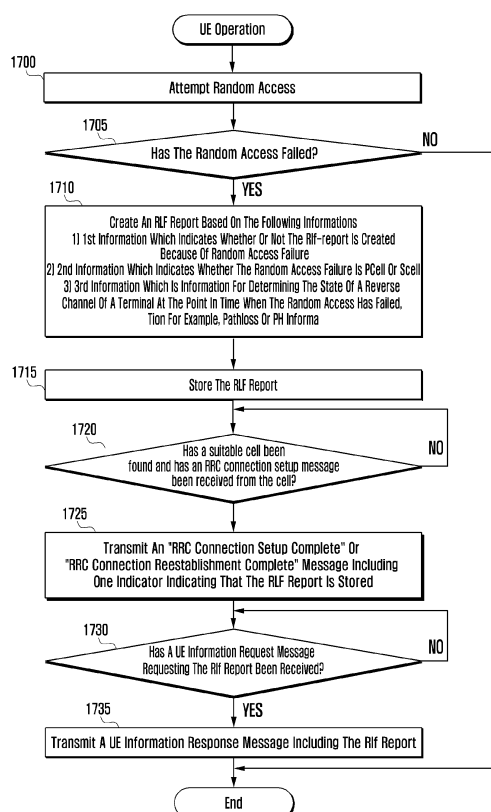 UE Operation
1700
Attempt Random Access
1705
NO
Has The Random Access Failed?
1710
YES
Create An RLF Report Based On The Following Informations
1] 1st Information Which Indicates Whether Or Not The Rlf-report Is Created
Because Of Random Access Failure
2] 2nd Information Which Indicates Whether The Random Access Failure Is PCell Or Scell
3] 3rd Information Which Is Information For Determining The State Of A Reverse
Channel Of A Terminal At The Point In Time When The Random Access Has Failed,
Tion For Example, Pathloss Or PH Informa
1715
Store The RLF Report
1720
Has a suitable cell been
found and has an RRC connection setup message
been received from the cell?
NO
1725
Transmit An "RRC Connection Setup Complete" Or
"RRC Connection Reestablishment Complete" Message Including
One Indicator Indicating That The RLF Report Is Stored
1730
Has A UE Information Request Message
Requesting The Rlf Report Been Received?
NO
1735
YES
Transmit A UE Information Response Message Including The Rlf Report
End